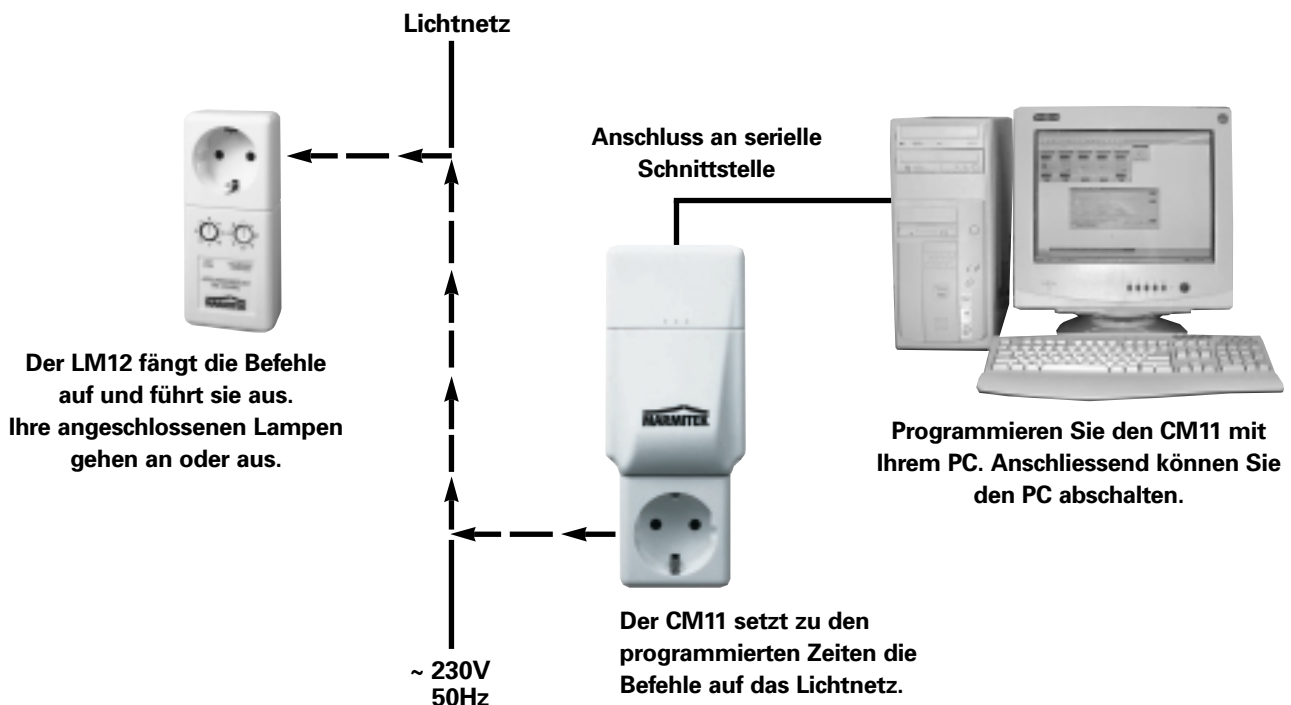 Lichtnetz
Anschluss an serielle
Schnittstelle
MARMITEK
Der LM12 fängt die Befehle
auf und führt sie aus.
Ihre angeschlossenen Lampen
gehen an oder aus.
MARMITEK
Programmieren Sie den CM11 mit
Ihrem PC. Anschliessend können Sie
den PC abschalten.
Der CM11 setzt zu den
programmierten Zeiten die
Befehle auf das Lichtnetz.
~ 230V
50Hz